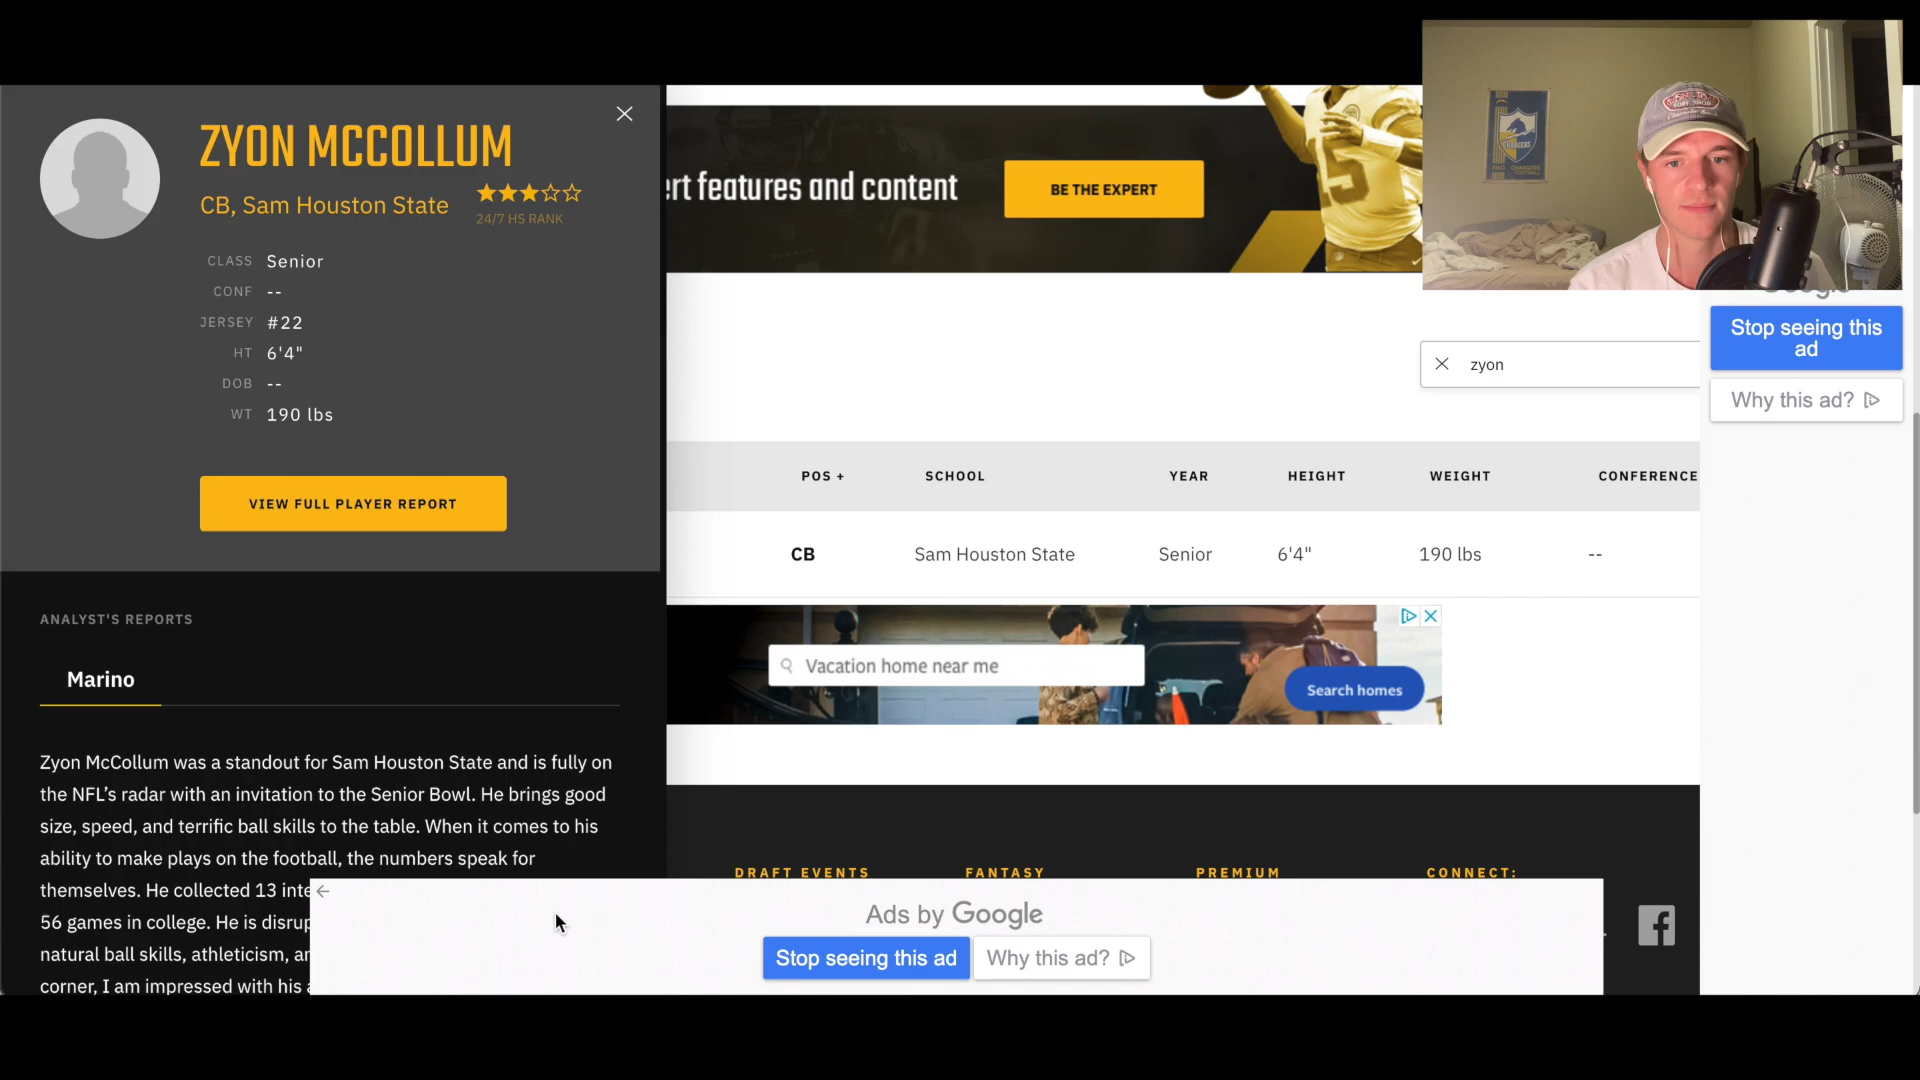 ZYON MCCOLLUM
CB, Sam Houston State
24/7 HS RANK
CLASS Senior
CONF --
JERSEY #22
HT 6'4"
DOB --
WT 190 lbs
VIEW FULL PLAYER REPORT
ANALYST'S REPORTS
Marino
Zyon McCollum was a standout for Sam Houston State and is fully on
the NFL’s radar with an invitation to the Senior Bowl. He brings good
size, speed, and terrific ball skills to the table. When it comes to his
ability to make plays on the football, the numbers speak for
themselves. He collected 13 inte
56 games in college. He is disrup
natural ball skills, athleticism, ar
corner, I am impressed with his
ert features and content
BE THE EXPERT
15
CHARGERS
zyon
POS + SCHOOL YEAR HEIGHT WEIGHT CONFERENCE
CB Sam Houston State Senior 6'4" 190 lbs --
Vacation home near me
Search homes
DRAFT EVENTS FANTASY PREMIUM CONNECT:
Ads by Google
Stop seeing this ad
Why this ad?
Google
Stop seeing this
ad
Why this ad?